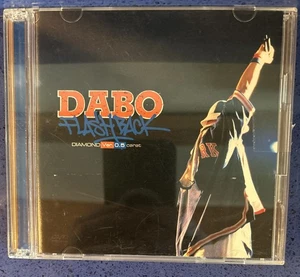 DABO
FLASHBACK
DIAMOND Ver. 0.5 carat